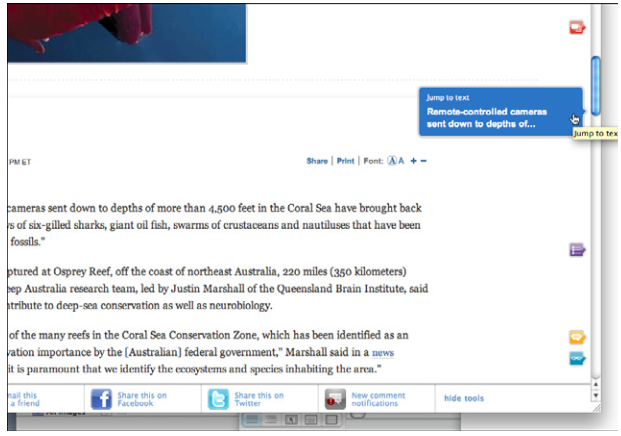 Jump to text
Remote-controlled cameras
sent down to depths of...
Jump to tex
PM ET
Share | Print | Font: A A + −
cameras sent down to depths of more than 4,500 feet in the Coral Sea have brought back
s of six-gilled sharks, giant oil fish, swarms of crustaceans and nautiluses that have been
fossils."
ptured at Osprey Reef, off the coast of northeast Australia, 220 miles (350 kilometers)
eep Australia research team, led by Justin Marshall of the Queensland Brain Institute, said
ntribute to deep-sea conservation as well as neurobiology.
of the many reefs in the Coral Sea Conservation Zone, which has been identified as an
vation importance by the [Australian] federal government," Marshall said in a news
it is paramount that we identify the ecosystems and species inhabiting the area."
nail this
a friend
Share this on
Facebook
Share this on
Twitter
New comment
notifications
hide tools
All Images